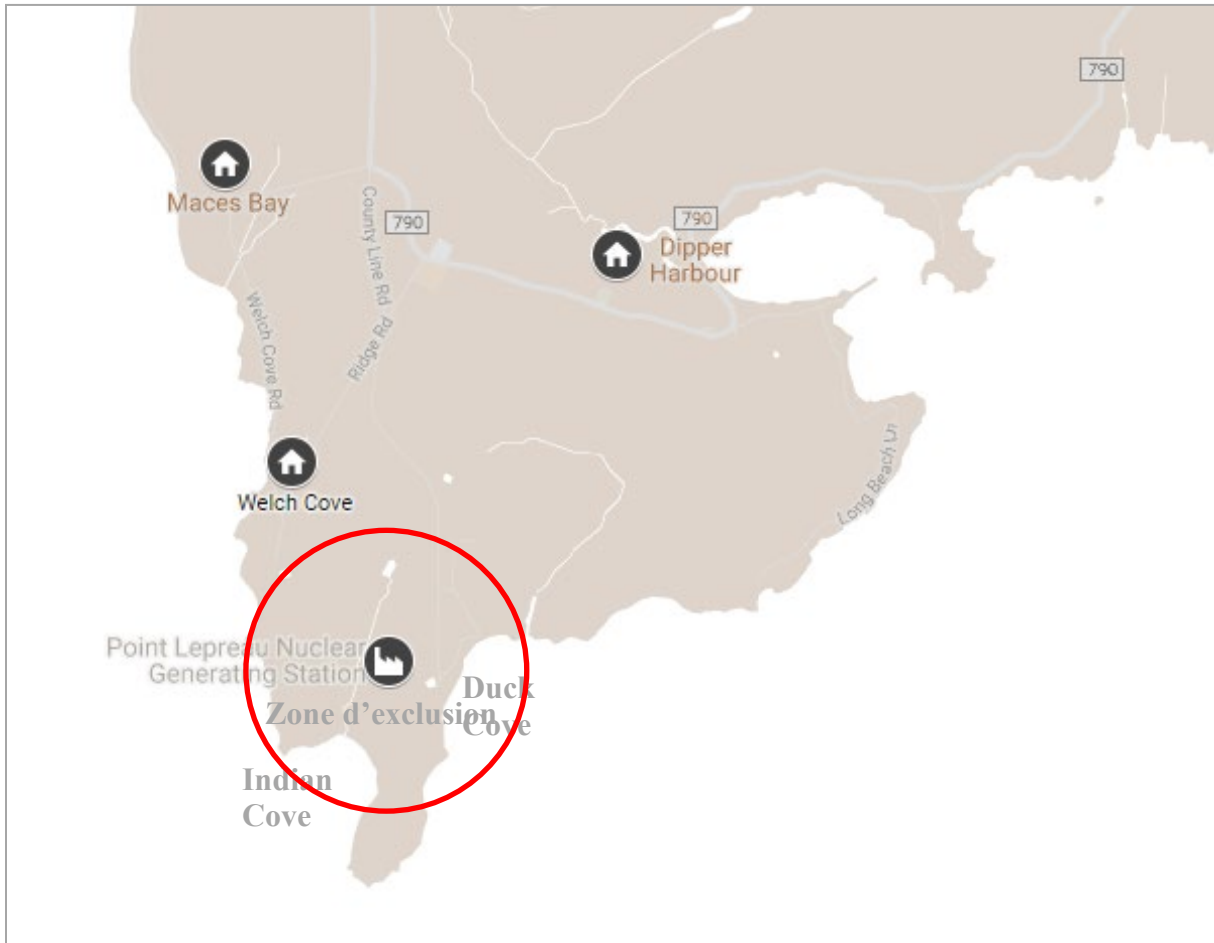 790
Maces Bay
County Line Rd
790
790
Dipper
Harbour
Welch Cove Rd
Ridge Rd
Welch Cove
Long Beach Ln
Point Lepreau Nuclear
Generating Station
Duck
Cove
Zone d’exclusion
Indian
Cove